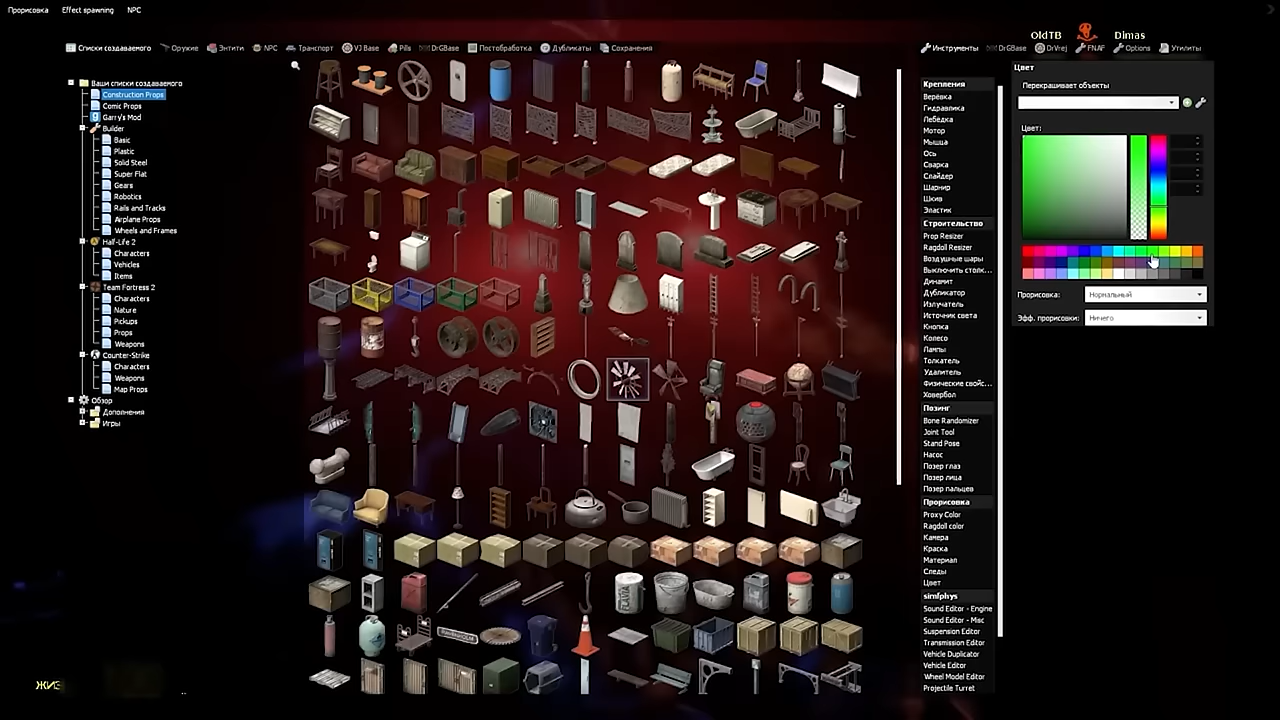 Прорисовка Effect spawning NPC
OldTB Dimas
Списки создаваемого Оружие Энтити NPC Транспорт VJ Base Pills DrGBase Постобработка Дубликаты Сохранения
Инструменты DrGBase DrVrej FNAF Options Утилиты
Ваши списки создаваемого
Construction Props
Comic Props
Garry's Mod
Builder
Basic
Plastic
Solid Steel
Super Flat
Gears
Robotics
Rails and Tracks
Airplane Props
Wheels and Frames
Half-Life 2
Characters
Vehicles
Items
Team Fortress 2
Characters
Nature
Pickups
Props
Weapons
Counter-Strike
Characters
Weapons
Map Props
Обзор
Дополнения
Игры
Крепления
Верёвка
Гидравлика
Лебедка
Мотор
Мышца
Ось
Сварка
Слайдер
Шарнир
Шкив
Эластик
Строительство
Prop Resizer
Ragdoll Resizer
Воздушные шары
Выключить столк...
Динамит
Дубликатор
Излучатель
Источник света
Кнопка
Колесо
Лампы
Толкатель
Удалитель
Физические свойс...
Ховербол
Позинг
Bone Randomizer
Joint Tool
Stand Pose
Насос
Позер глаз
Позер лица
Позер пальцев
Прорисовка
Proxy Color
Ragdoll color
Камера
Краска
Материал
Следы
Цвет
simfphys
Sound Editor - Engine
Sound Editor - Misc
Suspension Editor
Transmission Editor
Vehicle Duplicator
Vehicle Editor
Wheel Model Editor
Projectile Turret
Цвет
Перекрашивает объекты
Цвет:
Прорисовка: Нормальный
Эфф. прорисовки: Ничего